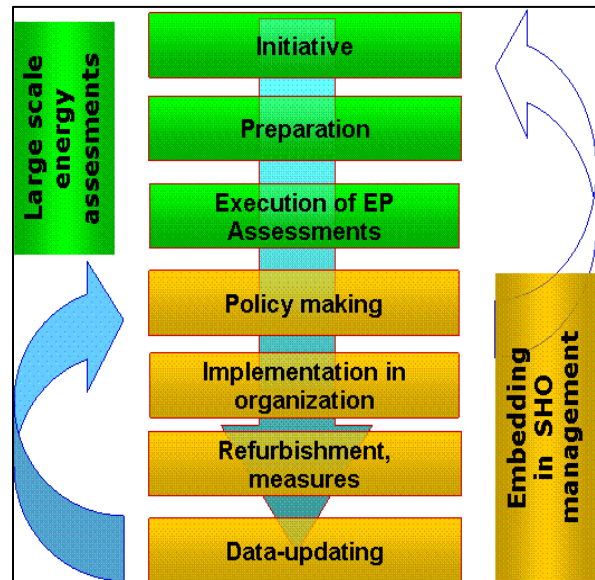 Large scale
energy
assesments
Initiative
Preparation
Execution of EP
Assessments
Policy making
Implementation in
organization
Refurbishment,
measures
Data-updating
Embedding
in SHO
management